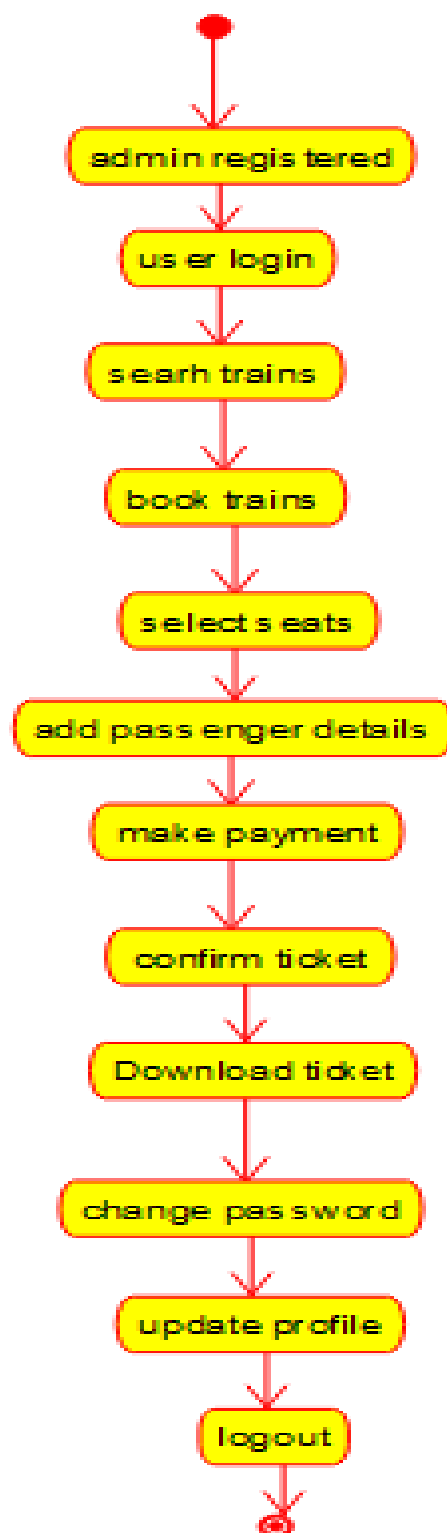 admin registered
user login
searh trains
book trains
select seats
add passenger details
make payment
confirm ticket
Download ticket
change password
update profile
logout